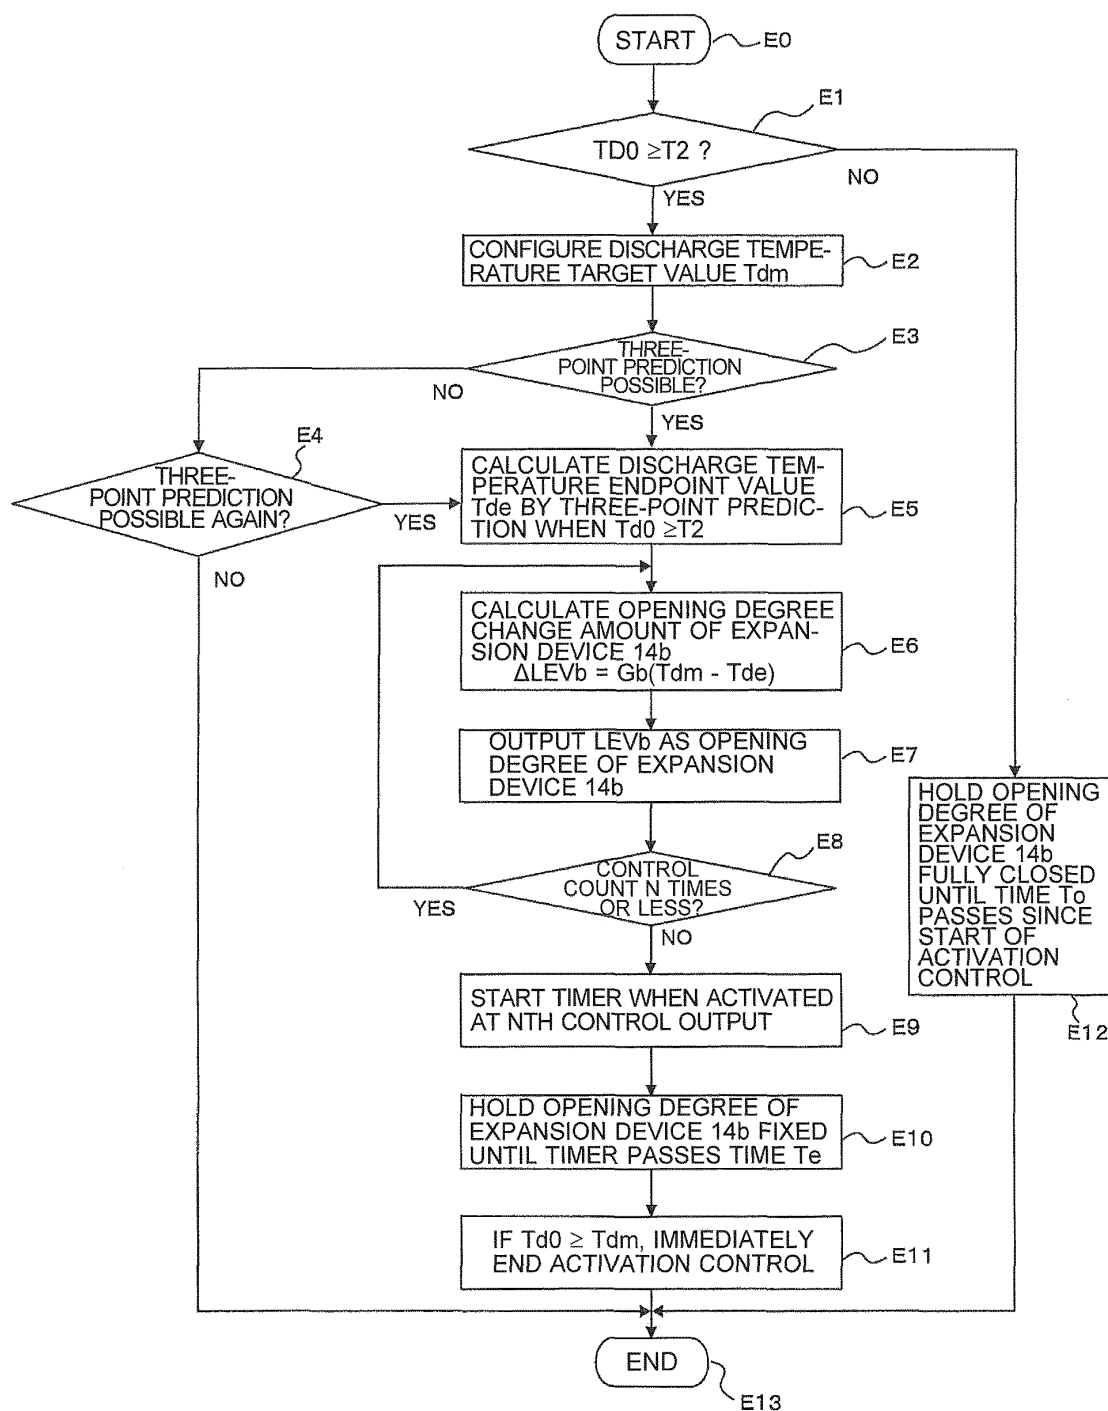 START
E0
E1
TD0 ≥T2 ?
NO
YES
CONFIGURE DISCHARGE TEMPE-
RATURE TARGET VALUE Tdm
E2
E3
THREE-
POINT PREDICTION
POSSIBLE?
NO
YES
E4
THREE-
POINT PREDICTION
POSSIBLE AGAIN?
YES
NO
CALCULATE DISCHARGE TEM-
PERATURE ENDPOINT VALUE
Tde BY THREE-POINT PREDIC-
TION WHEN Td0 ≥T2
E5
CALCULATE OPENING DEGREE
CHANGE AMOUNT OF EXPAN-
SION DEVICE 14b
ΔLEVb = Gb(Tdm - Tde)
E6
OUTPUT LEVb AS OPENING
DEGREE OF EXPANSION
DEVICE 14b
E7
E8
CONTROL
COUNT N TIMES
OR LESS?
YES
NO
HOLD OPENING
DEGREE OF
EXPANSION
DEVICE 14b
FULLY CLOSED
UNTIL TIME To
PASSES SINCE
START OF
ACTIVATION
CONTROL
E12
START TIMER WHEN ACTIVATED
AT NTH CONTROL OUTPUT
E9
HOLD OPENING DEGREE OF
EXPANSION DEVICE 14b FIXED
UNTIL TIMER PASSES TIME Te
E10
IF Td0 ≥ Tdm, IMMEDIATELY
END ACTIVATION CONTROL
E11
END
E13